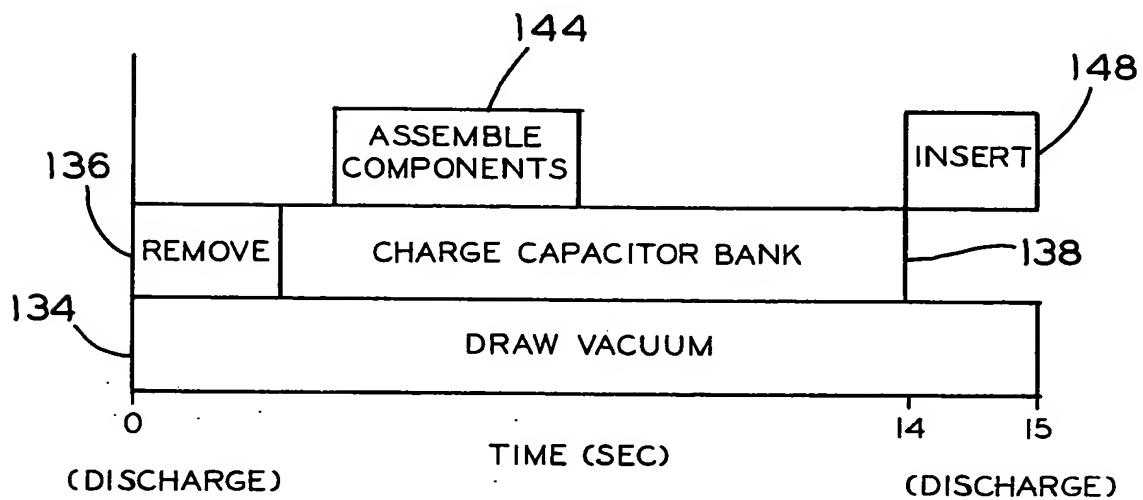 144
148
ASSEMBLE
COMPONENTS
INSERT
136
REMOVE
CHARGE CAPACITOR BANK
138
134
DRAW VACUUM
0
14
15
TIME (SEC)
(DISCHARGE)
(DISCHARGE)